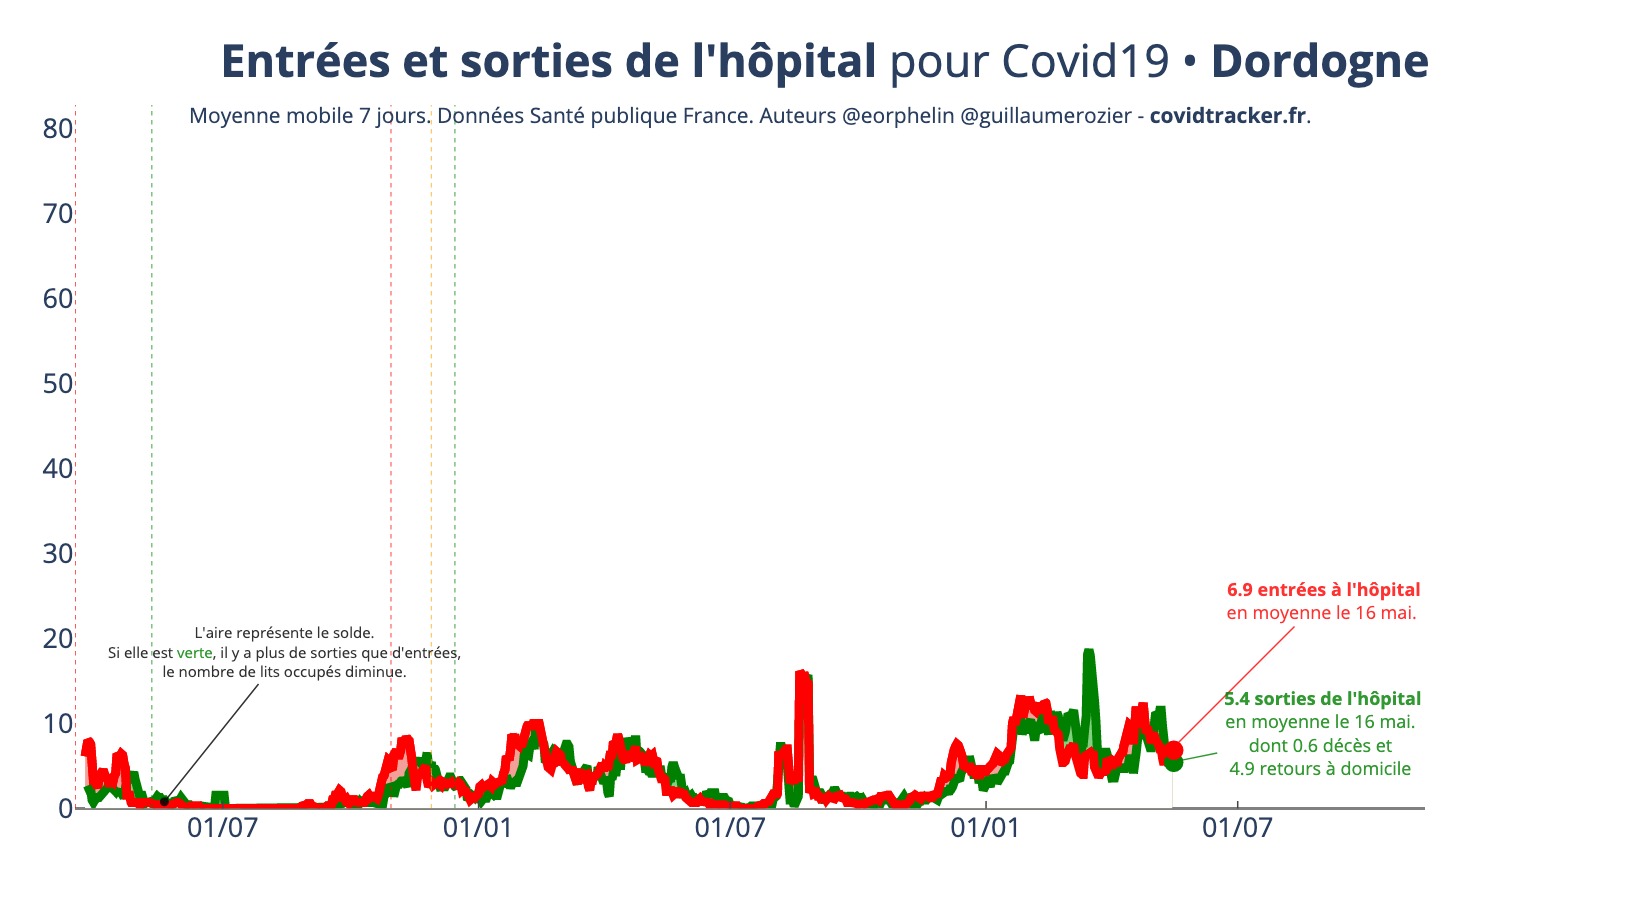 Entrées et sorties de l'hôpital pour Covid19 • Dordogne
Moyenne mobile 7 jours. Données Santé publique France. Auteurs @eorphelin @guillaumerozier - covidtracker.fr.
80
70
60
50
40
30
20
10
0
L'aire représente le solde.
Si elle est verte, il y a plus de sorties que d'entrées,
le nombre de lits occupés diminue.
6.9 entrées à l'hôpital
en moyenne le 16 mai.
5.4 sorties de l'hôpital
en moyenne le 16 mai.
dont 0.6 décès et
4.9 retours à domicile
01/07
01/01
01/07
01/01
01/07